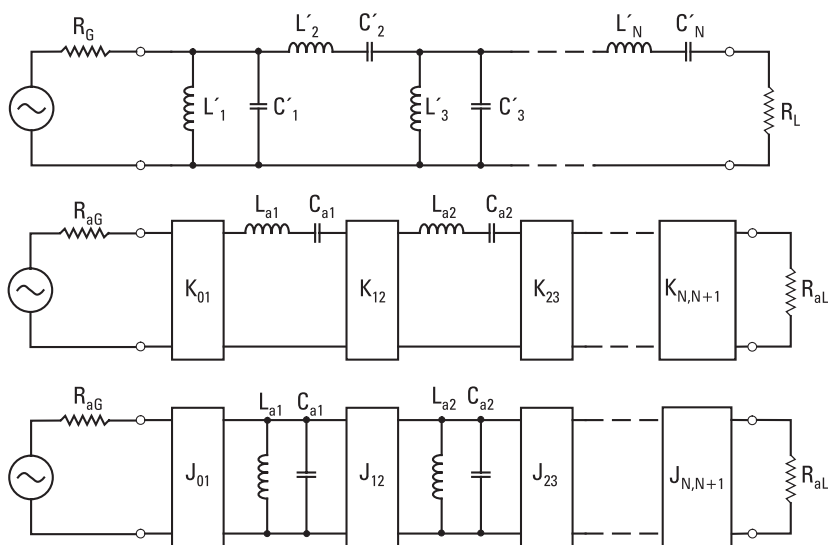 R_G L´_2 C´_2 L´_N C´_N
L´_1 C´_1 L´_3 C´_3 R_L
R_aG L_a1 C_a1 L_a2 C_a2
K_01 K_12 K_23 K_N,N+1 R_aL
R_aG L_a1 C_a1 L_a2 C_a2
J_01 J_12 J_23 J_N,N+1 R_aL